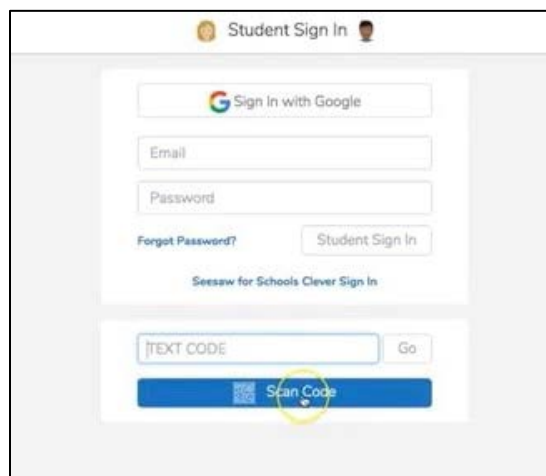 Student Sign In
Sign In with Google
Email
Password
Forgot Password?
Student Sign In
Seesaw for Schools Clever Sign In
TEXT CODE
Go
Scan Code